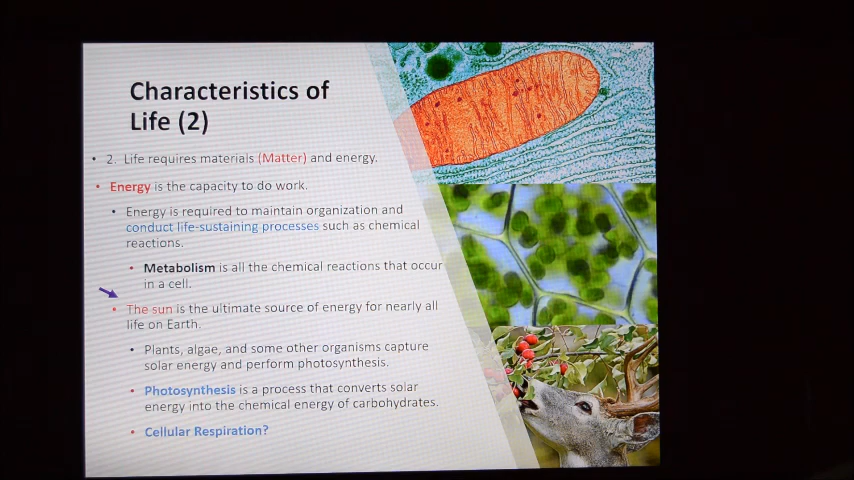 Characteristics of
Life (2)
• 2. Life requires materials (Matter) and energy.
• Energy is the capacity to do work.
• Energy is required to maintain organization and
conduct life-sustaining processes such as chemical
reactions.
• Metabolism is all the chemical reactions that occur
in a cell.
• The sun is the ultimate source of energy for nearly all
life on Earth.
• Plants, algae, and some other organisms capture
solar energy and perform photosynthesis.
• Photosynthesis is a process that converts solar
energy into the chemical energy of carbohydrates.
• Cellular Respiration?